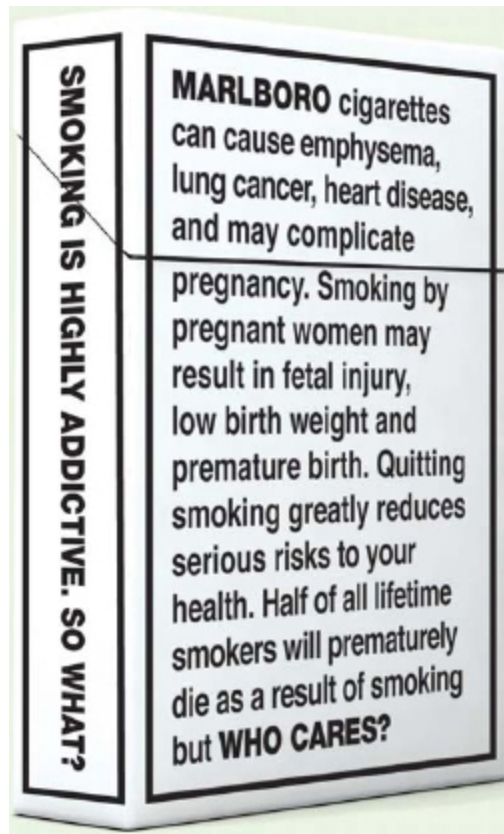 SMOKING IS HIGHLY ADDICTIVE. SO WHAT?
MARLBORO cigarettes
can cause emphysema,
lung cancer, heart disease,
and may complicate
pregnancy. Smoking by
pregnant women may
result in fetal injury,
low birth weight and
premature birth. Quitting
smoking greatly reduces
serious risks to your
health. Half of all lifetime
smokers will prematurely
die as a result of smoking
but WHO CARES?